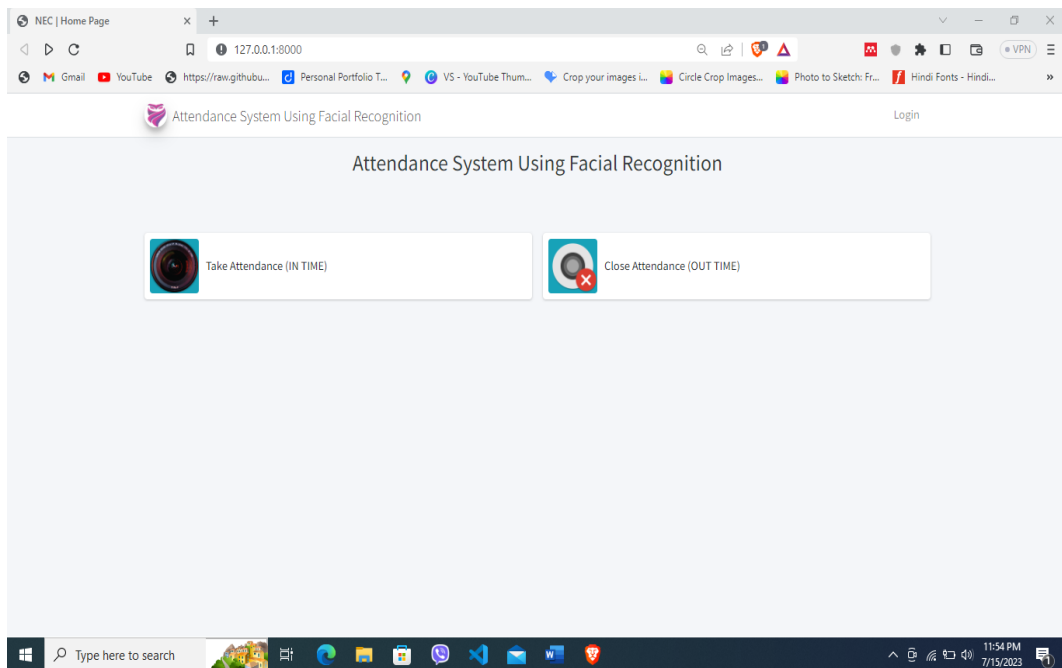 NEC | Home Page
127.0.0.1:8000
VPN
Gmail YouTube https://raw.githubu... Personal Portfolio T... VS - YouTube Thum... Crop your images i... Circle Crop Images... Photo to Sketch: Fr... Hindi Fonts - Hindi...
Attendance System Using Facial Recognition Login
Attendance System Using Facial Recognition
Take Attendance (IN TIME) Close Attendance (OUT TIME)
Type here to search 11:54 PM
7/15/2023